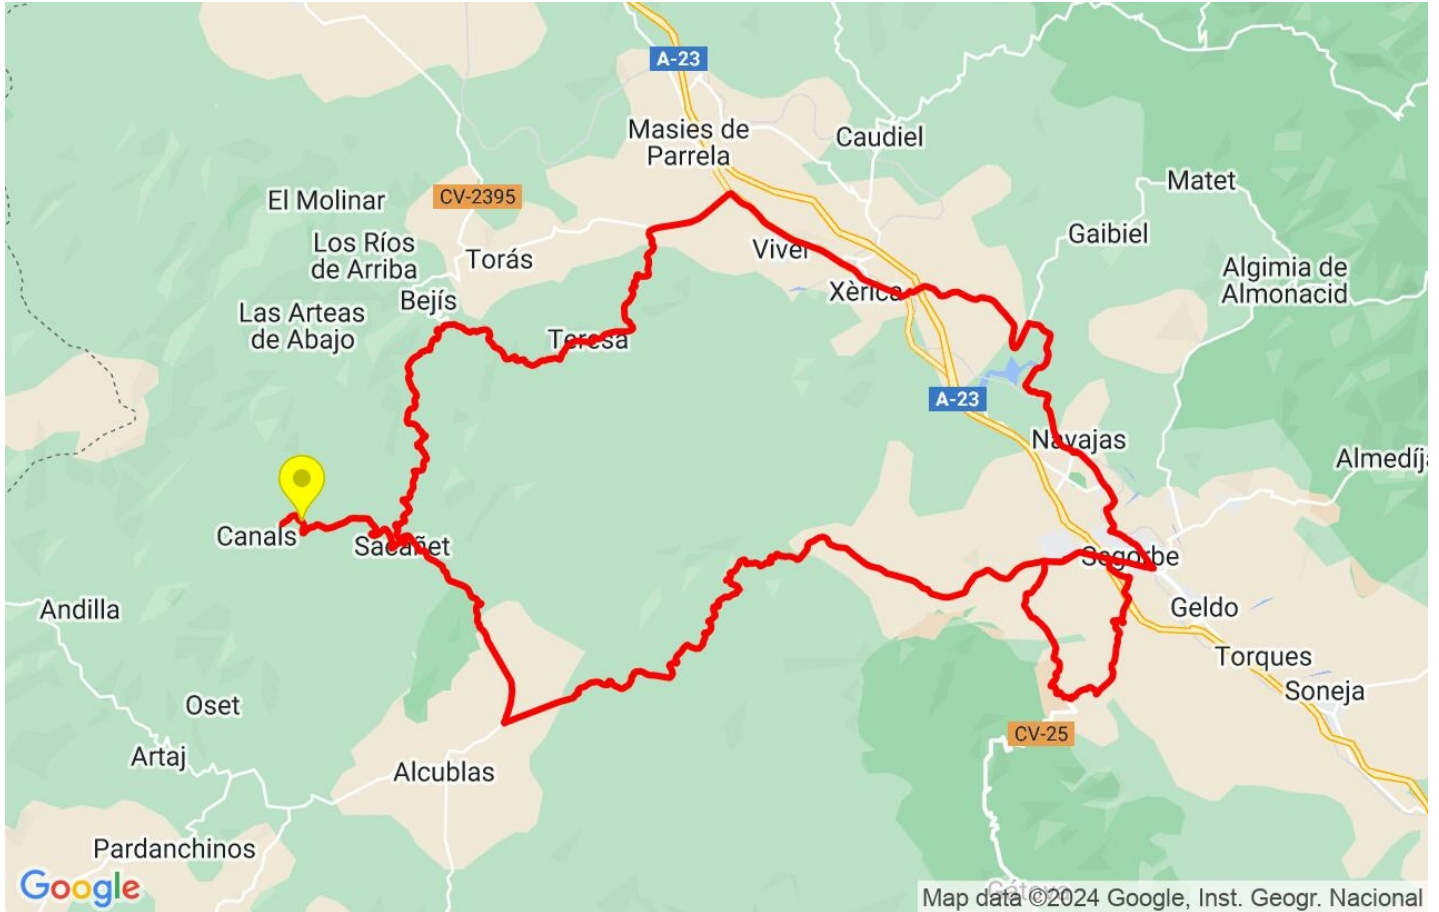 A-23
Masies de
Parrela
Caudiel
Matet
El Molinar
CV-2395
Los Ríos
de Arriba
Torás
Vivel
Gaibiel
Algimia de
Almonacid
Bejís
Xèrica
Las Arteas
de Abajo
Teresa
A-23
Navajas
Almedíj
Canals
Sacañet
Segorbe
Andilla
Geldo
Torques
Soneja
Oset
CV-25
Artaj
Alcublas
Pardanchinos
Google
Map data ©2024 Google, Inst. Geogr. Nacional